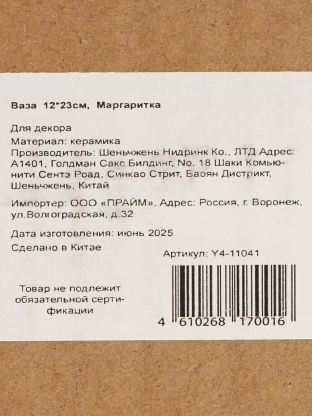 Ваза 12*23см, Маргаритка
Для декора
Материал: керамика
Производитель: Шеньчжень Нидринк Ко., ЛТД Адрес:
А1401, Голдман Сакс Билдинг, No. 18 Шаки Комью-
нити Сентэ Роад, Синкао Стрит, Баоян Дистрикт,
Шеньчжень, Китай
Импортер: ООО «ПРАЙМ». Адрес: Россия, г. Воронеж,
ул.Волгоградская, д.32
Дата изготовления: июнь 2025
Сделано в Китае
Артикул: Y4-11041
Товар не подлежит
обязательной серти-
фикации
4 610268 170016